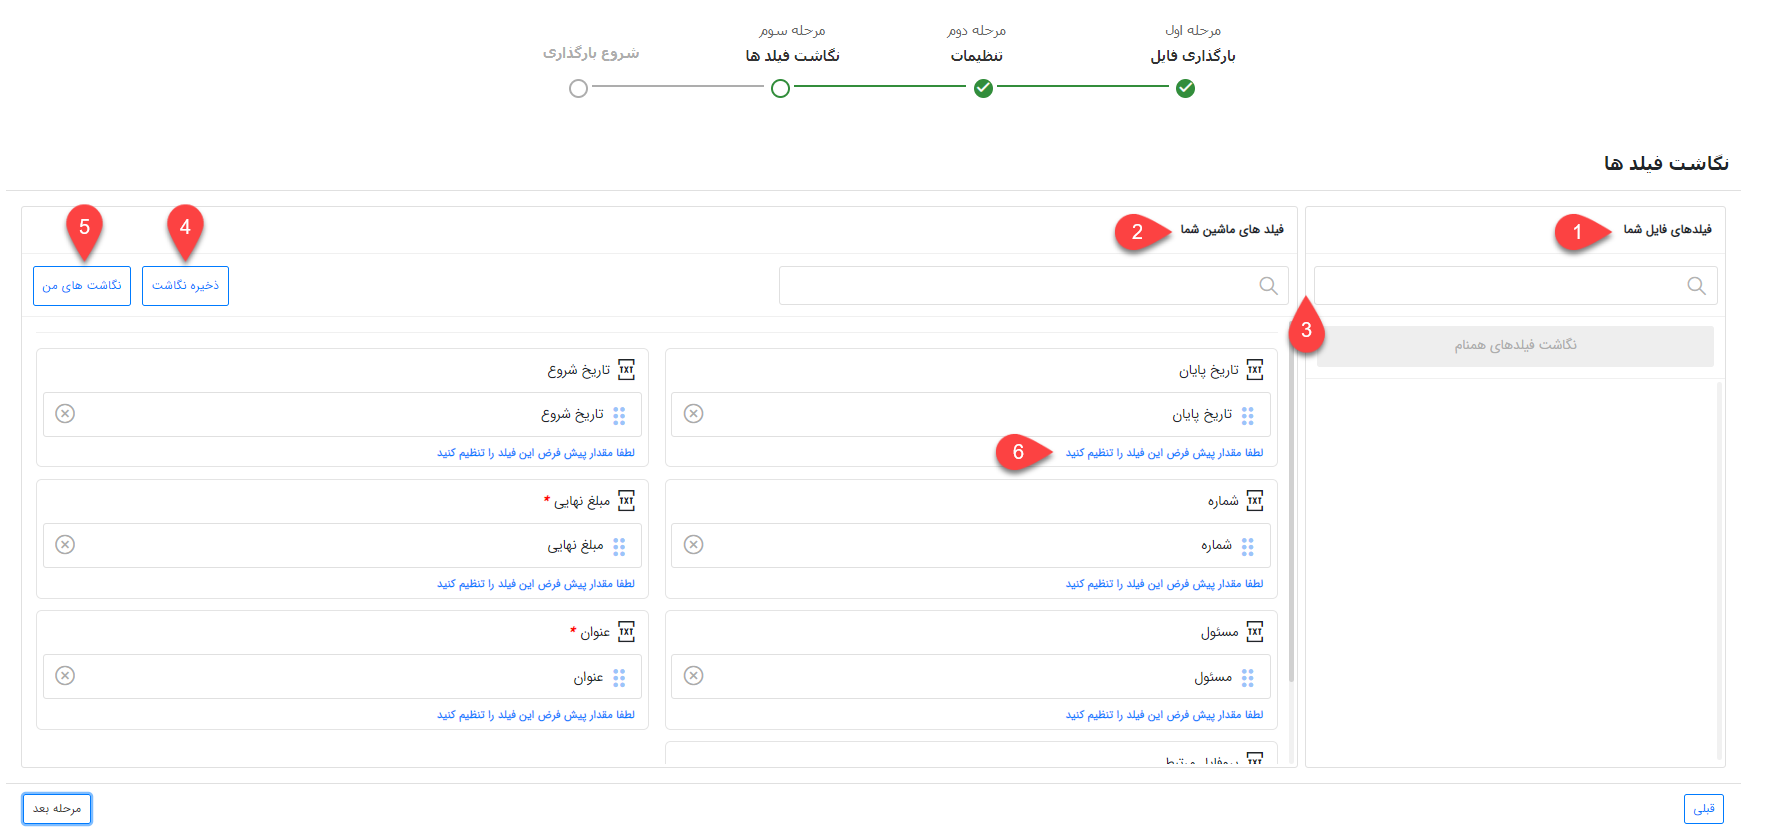 مرحله اول
بارگذاری فایل
مرحله دوم
تنظیمات
مرحله سوم
نگاشت فیلد ها
شروع بارگذاری
نگاشت فیلد ها
فیلدهای فایل شما
1
نگاشت فیلدهای همنام
3
فیلد های ماشین شما
2
ذخیره نگاشت
4
نگاشت های من
5
TXT تاریخ پایان
تاریخ پایان
لطفا مقدار پیش فرض این فیلد را تنظیم کنید
6
TXT تاریخ شروع
تاریخ شروع
لطفا مقدار پیش فرض این فیلد را تنظیم کنید
TXT شماره
شماره
لطفا مقدار پیش فرض این فیلد را تنظیم کنید
TXT مبلغ نهایی *
مبلغ نهایی
لطفا مقدار پیش فرض این فیلد را تنظیم کنید
TXT مسئول
مسئول
لطفا مقدار پیش فرض این فیلد را تنظیم کنید
TXT عنوان *
عنوان
لطفا مقدار پیش فرض این فیلد را تنظیم کنید
TXT پروفایل مرتبط
قبلی
مرحله بعد